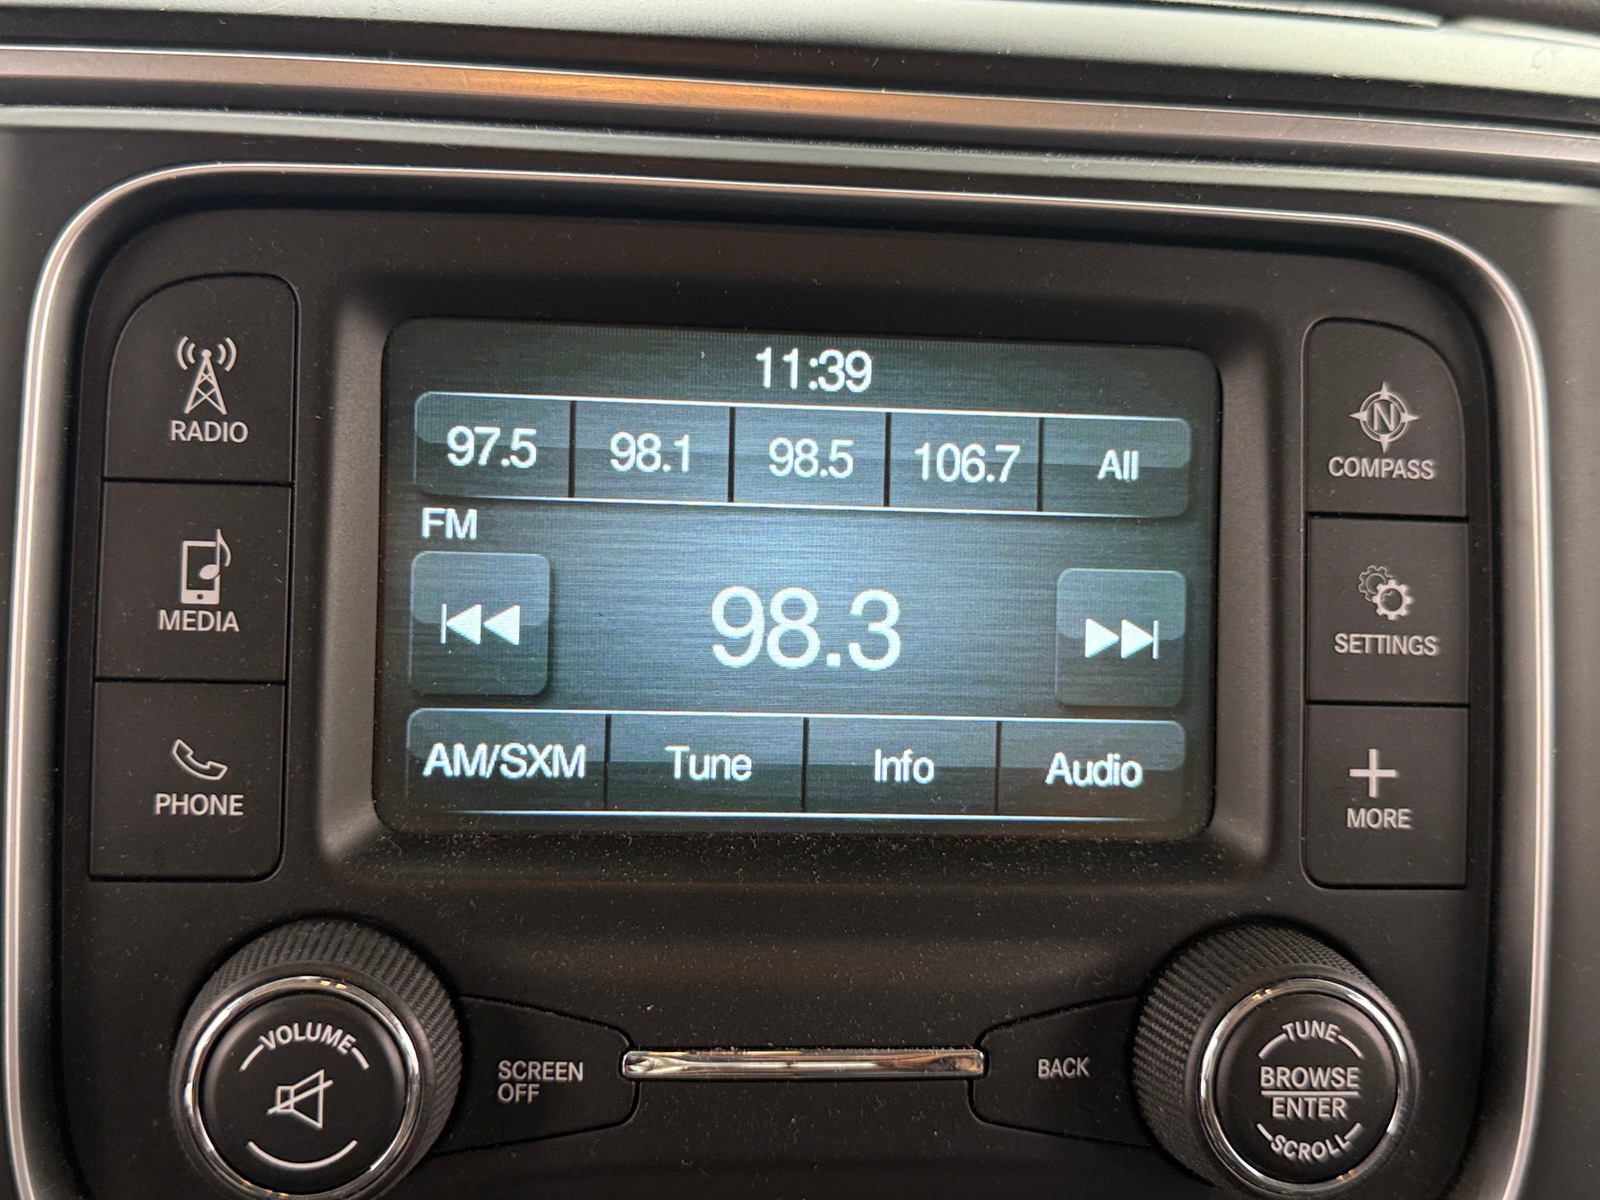 11:39
97.5 98.1 98.5 106.7 All
FM
98.3
AM/SXM Tune Info Audio
RADIO
MEDIA
PHONE
N
COMPASS
SETTINGS
MORE
VOLUME
SCREEN
OFF
BACK
TUNE
BROWSE
ENTER
SCROLL